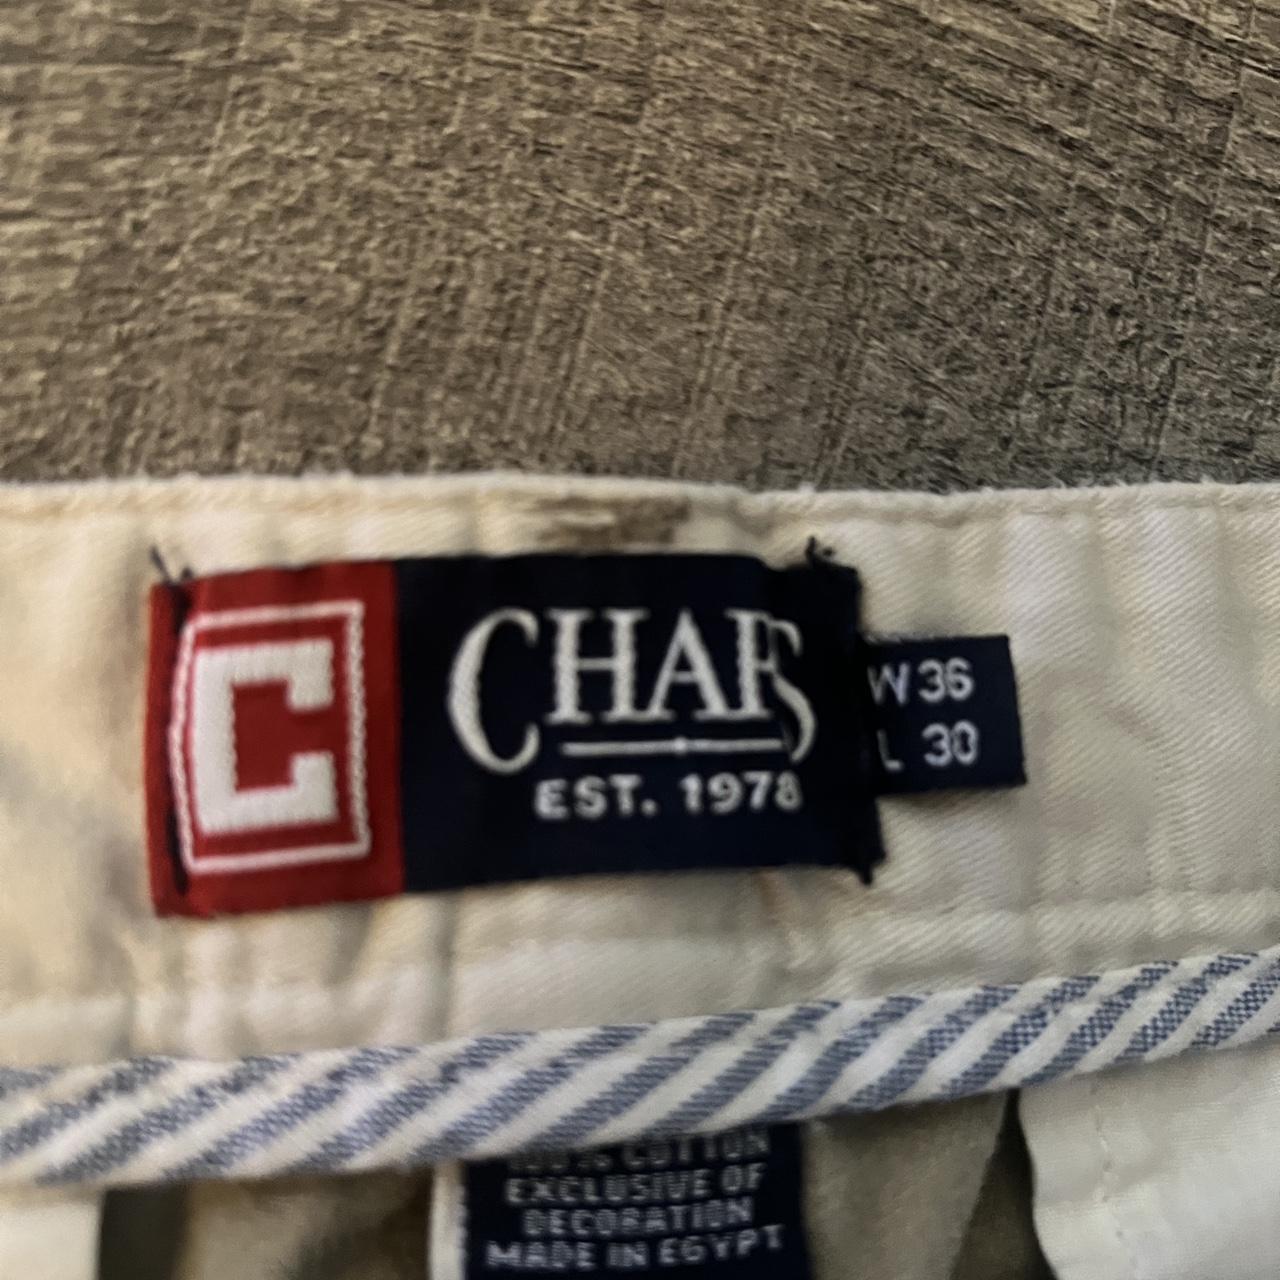 C
CHAPS
EST. 1978
W 36
L 30
100% COTTON
EXCLUSIVE OF
DECORATION
MADE IN EGYPT